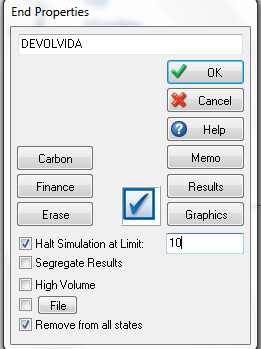 End Properties
DEVOLVIDA
OK
Cancel
Help
Carbon
Memo
Finance
Results
Erase
Graphics
Halt Simulation at Limit: 10
Segregate Results
High Volume
File
Remove from all states